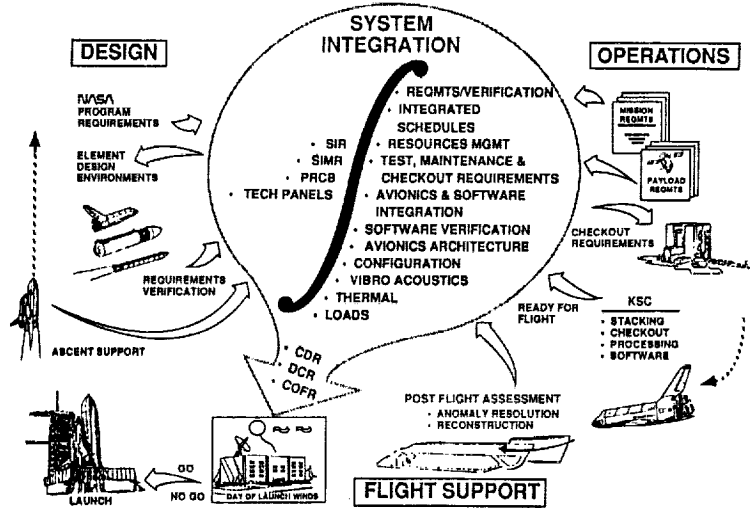 SYSTEM
INTEGRATION
DESIGN
OPERATIONS
NASA
PROGRAM
REQUIREMENTS
ELEMENT
DESIGN
ENVIRONMENTS
REQUIREMENTS
VERIFICATION
ASCENT SUPPORT
• SIR
• SIMR
• PRCB
• TECH PANELS
• REQMTS/VERIFICATION
• INTEGRATED
SCHEDULES
• RESOURCES MGMT
• TEST, MAINTENANCE &
CHECKOUT REQUIREMENTS
• AVIONICS & SOFTWARE
INTEGRATION
• SOFTWARE VERIFICATION
• AVIONICS ARCHITECTURE
• CONFIGURATION
• VIBRO ACOUSTICS
• THERMAL
• LOADS
MISSION
REQMTS
PAYLOAD
REQMTS
CHECKOUT
REQUIREMENTS
READY FOR
FLIGHT
KSC
• STACKING
• CHECKOUT
• PROCESSING
• SOFTWARE
• CDR
• DCR
• COFR
POST FLIGHT ASSESSMENT
• ANOMALY RESOLUTION
• RECONSTRUCTION
FLIGHT SUPPORT
DAY OF LAUNCH WINDS
GO
NO GO
LAUNCH